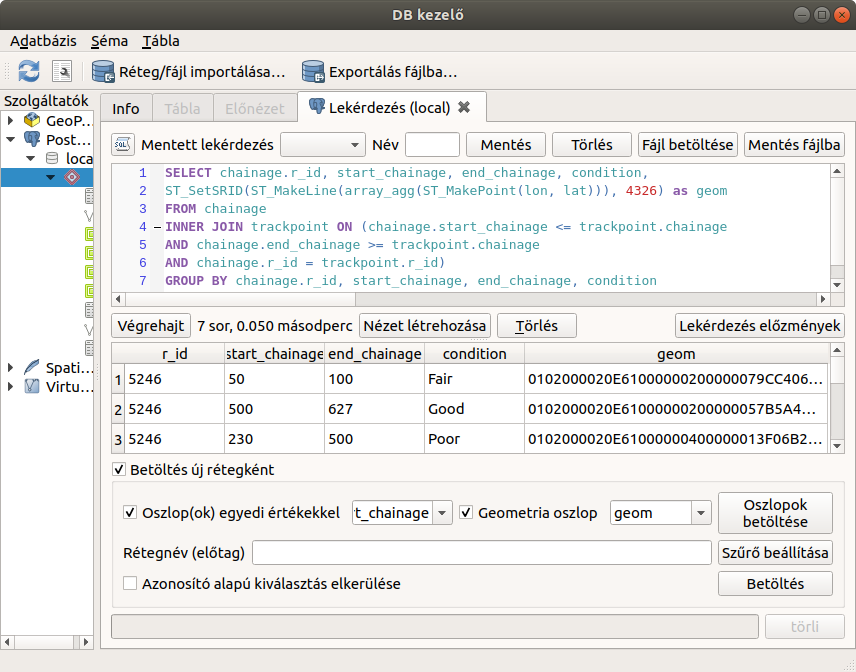 DB kezelő
Adatbázis Séma Tábla
Réteg/fájl importálása... Exportálás fájlba...
Szolgáltatók
GeoP...
Post...
loca
Spati...
Virtu...
Info Tábla Előnézet Lekérdezés (local)
SQL Mentett lekérdezés Név Mentés Törlés Fájl betöltése Mentés fájlba
1 SELECT chainage.r_id, start_chainage, end_chainage, condition,
2 ST_SetSRID(ST_MakeLine(array_agg(ST_MakePoint(lon, lat))), 4326) as geom
3 FROM chainage
4 INNER JOIN trackpoint ON (chainage.start_chainage <= trackpoint.chainage
5 AND chainage.end_chainage >= trackpoint.chainage
6 AND chainage.r_id = trackpoint.r_id)
7 GROUP BY chainage.r_id, start_chainage, end_chainage, condition
Végrehajt 7 sor, 0.050 másodperc Nézet létrehozása Törlés Lekérdezés előzmények
r_id start_chainage end_chainage condition geom
1 5246 50 100 Fair 0102000020E61000000200000079CC406...
2 5246 500 627 Good 0102000020E61000000200000057B5A4...
3 5246 230 500 Poor 0102000020E61000000400000013F06B2...
Betöltés új rétegként
Oszlop(ok) egyedi értékekkel t_chainage Geometria oszlop geom Oszlopok betöltése
Rétegnév (előtag) Szűrő beállítása
Azonosító alapú kiválasztás elkerülése Betöltés
törli